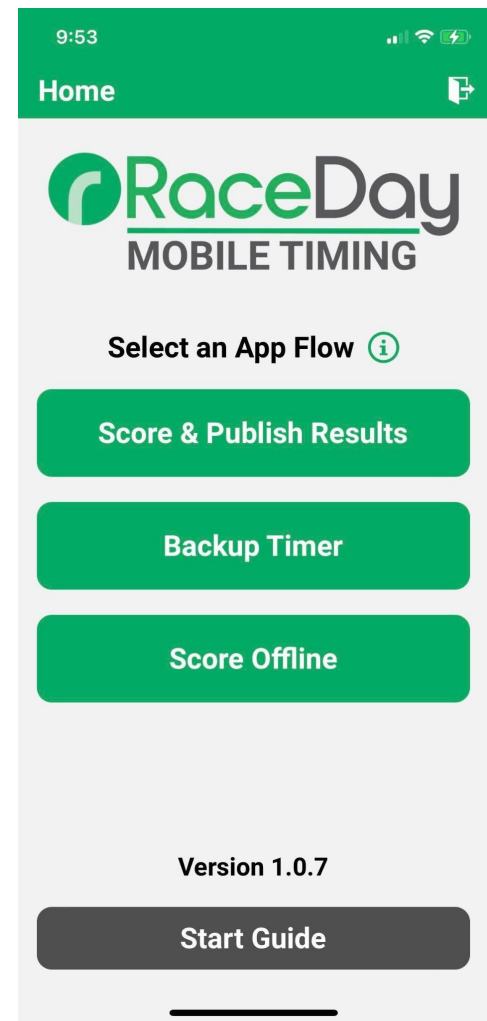 9:53
Home
RaceDay
MOBILE TIMING
Select an App Flow
Score & Publish Results
Backup Timer
Score Offline
Version 1.0.7
Start Guide